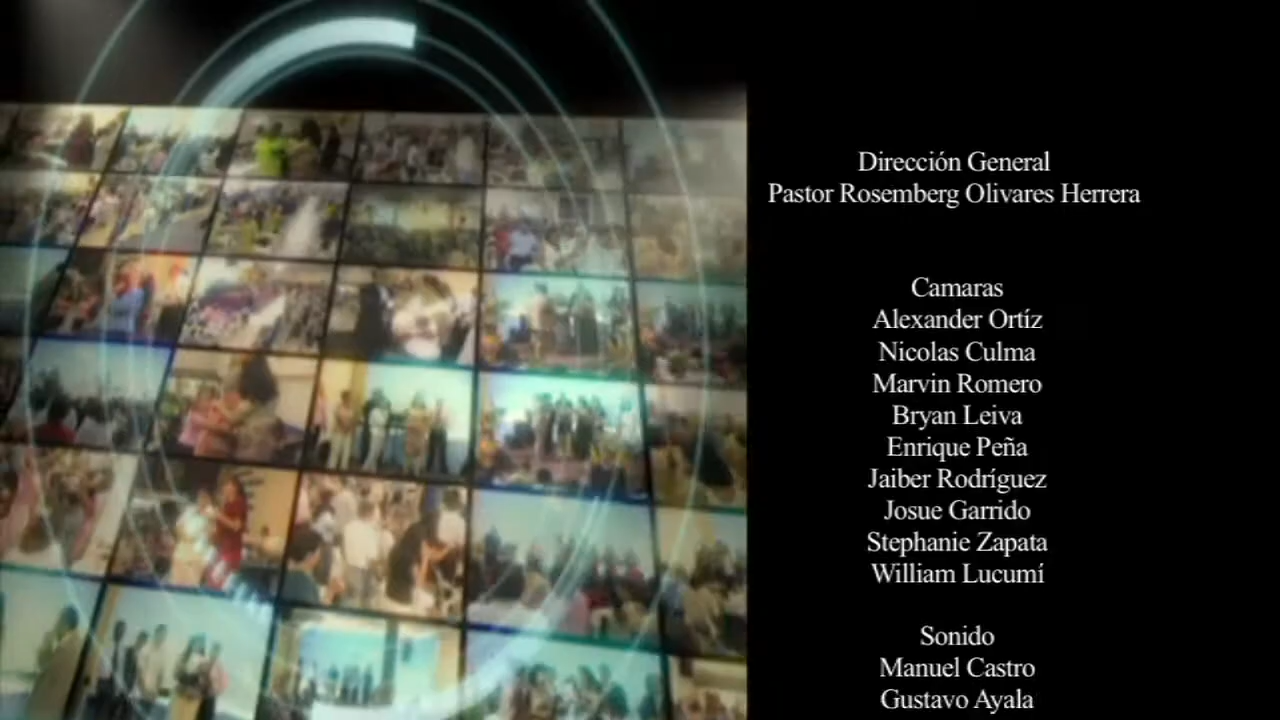 Dirección General
Pastor Rosemberg Olivares Herrera
Camaras
Alexander Ortíz
Nicolas Culma
Marvin Romero
Bryan Leiva
Enrique Peña
Jaiber Rodríguez
Josue Garrido
Stephanie Zapata
William Lucumí
Sonido
Manuel Castro
Gustavo Ayala